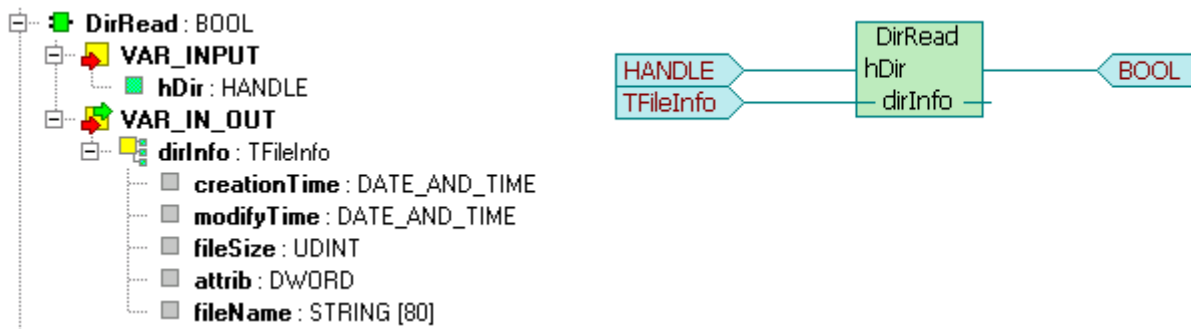 DirRead : BOOL
VAR_INPUT
hDir : HANDLE
VAR_IN_OUT
dirInfo : TFileInfo
creationTime : DATE_AND_TIME
modifyTime : DATE_AND_TIME
fileSize : UDINT
attrib : DWORD
fileName : STRING [80]
DirRead
HANDLE hDir BOOL
TFileInfo dirInfo